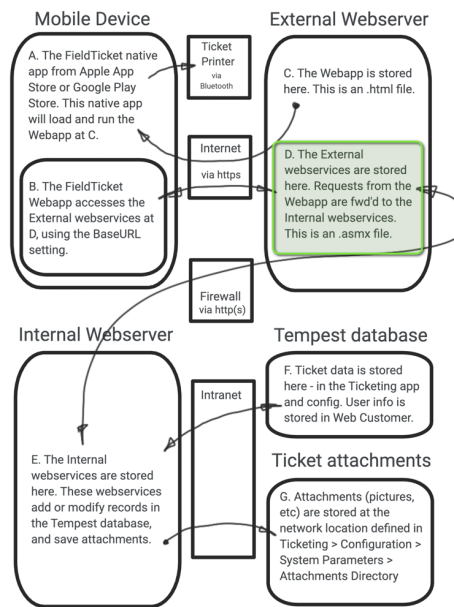 Mobile Device
External Webserver
A. The FieldTicket native
app from Apple App
Store or Google Play
Store. This native app
will load and run the
Webapp at C.
Ticket
Printer
via
Bluetooth
C. The Webapp is stored
here. This is an .html file.
B. The FieldTicket
Webapp accesses the
External webservices at
D, using the BaseURL
setting.
Internet
via https
D. The External
webservices are stored
here. Requests from the
Webapp are fwd'd to the
Internal webservices.
This is an .asmx file.
Firewall
via http(s)
Internal Webserver
Tempest database
E. The Internal
webservices are stored
here. These webservices
add or modify records in
the Tempest database,
and save attachments.
Intranet
F. Ticket data is stored
here - in the Ticketing app
and config. User info is
stored in Web Customer.
Ticket attachments
G. Attachments (pictures,
etc) are stored at the
network location defined in
Ticketing > Configuration >
System Parameters >
Attachments Directory